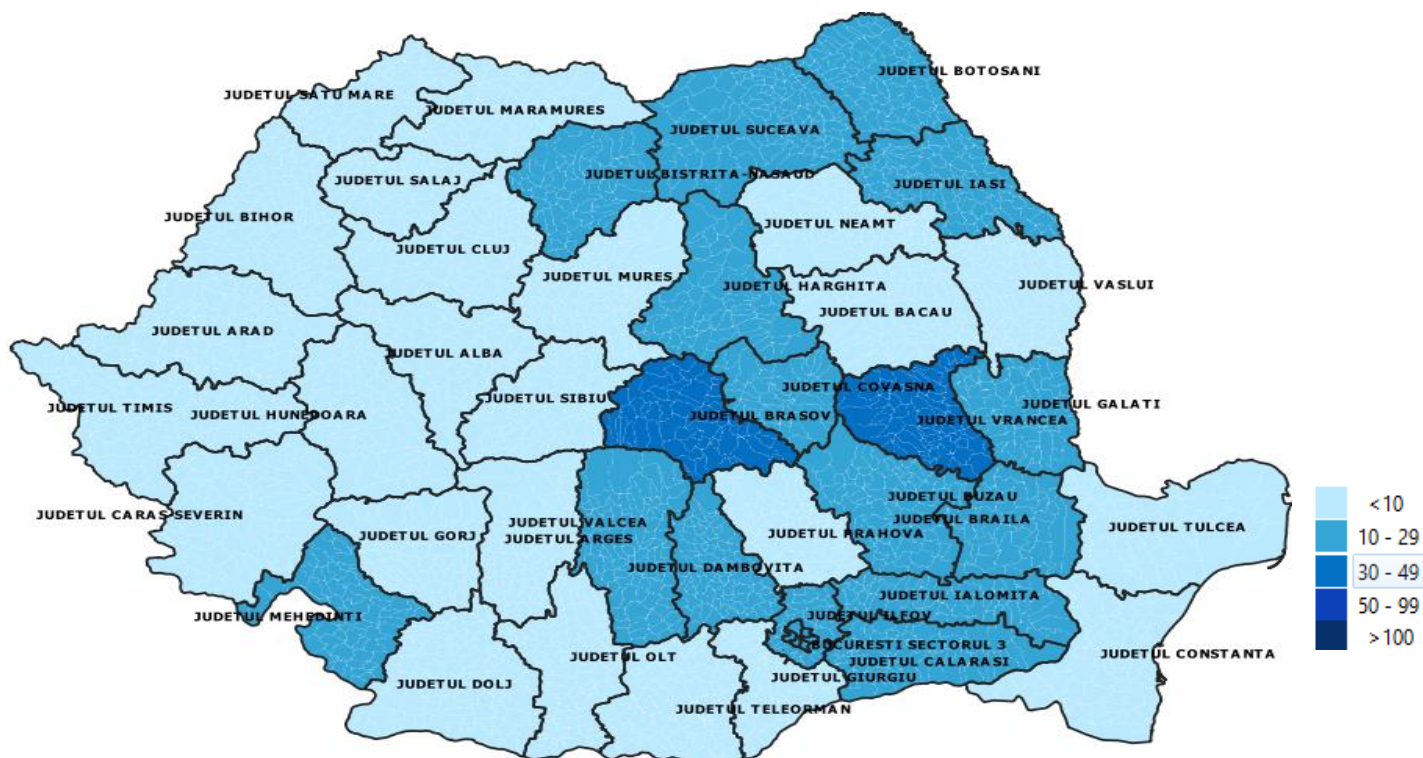 JUDETUL BOTOSANI
JUDETUL SATU MARE
JUDETUL MARAMURES
JUDETUL SUCEAVA
JUDETUL SALAJ
JUDETUL BISTRITA-NASAUD
JUDETUL IASI
JUDETUL BIHOR
JUDETUL NEAMT
JUDETUL CLUJ
JUDETUL MURES
JUDETUL HARGHITA
JUDETUL VASLUI
JUDETUL BACAU
JUDETUL ARAD
JUDETUL ALBA
JUDETUL COVASNA
JUDETUL SIBIU
JUDETUL GALATI
JUDETUL TIMIS
JUDETUL HUNEDOARA
JUDETUL BRASOV
JUDETUL VRANCEA
JUDETUL BUZAU
JUDETUL CARAS-SEVERIN
JUDETUL BRAILA
JUDETUL VALCEA
JUDETUL TULCEA
JUDETUL GORJ
JUDETUL ARGES
JUDETUL PRAHOVA
JUDETUL DAMBOVITA
JUDETUL IALOMITA
JUDETUL MEHEDINTI
JUDETUL ILFOV
BUCURESTI SECTORUL 3
JUDETUL OLT
JUDETUL CALARASI
JUDETUL CONSTANTA
JUDETUL GIURGIU
JUDETUL DOLJ
JUDETUL TELEORMAN
<10
10 - 29
30 - 49
50 - 99
>100